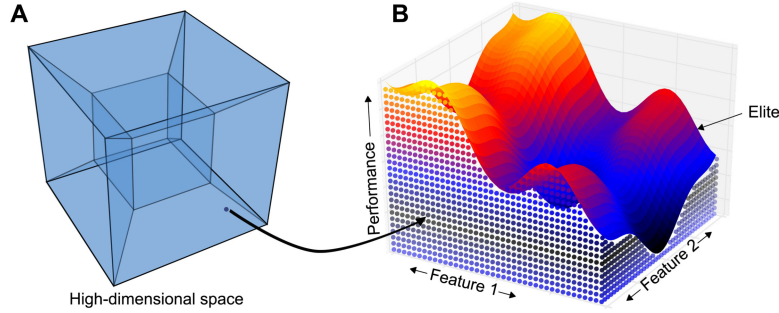 A
B
Elite
Performance
Feature 1
Feature 2
High-dimensional space